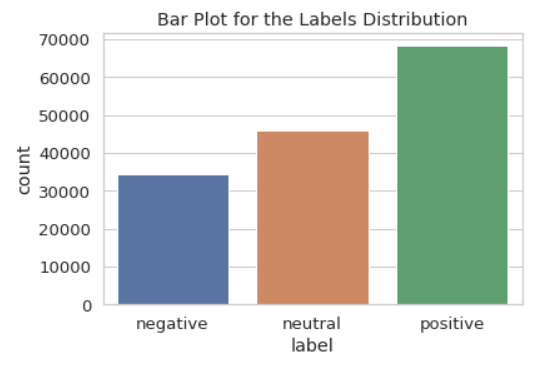 Bar Plot for the Labels Distribution
70000
60000
50000
40000
30000
20000
10000
0
count
negative neutral positive
label